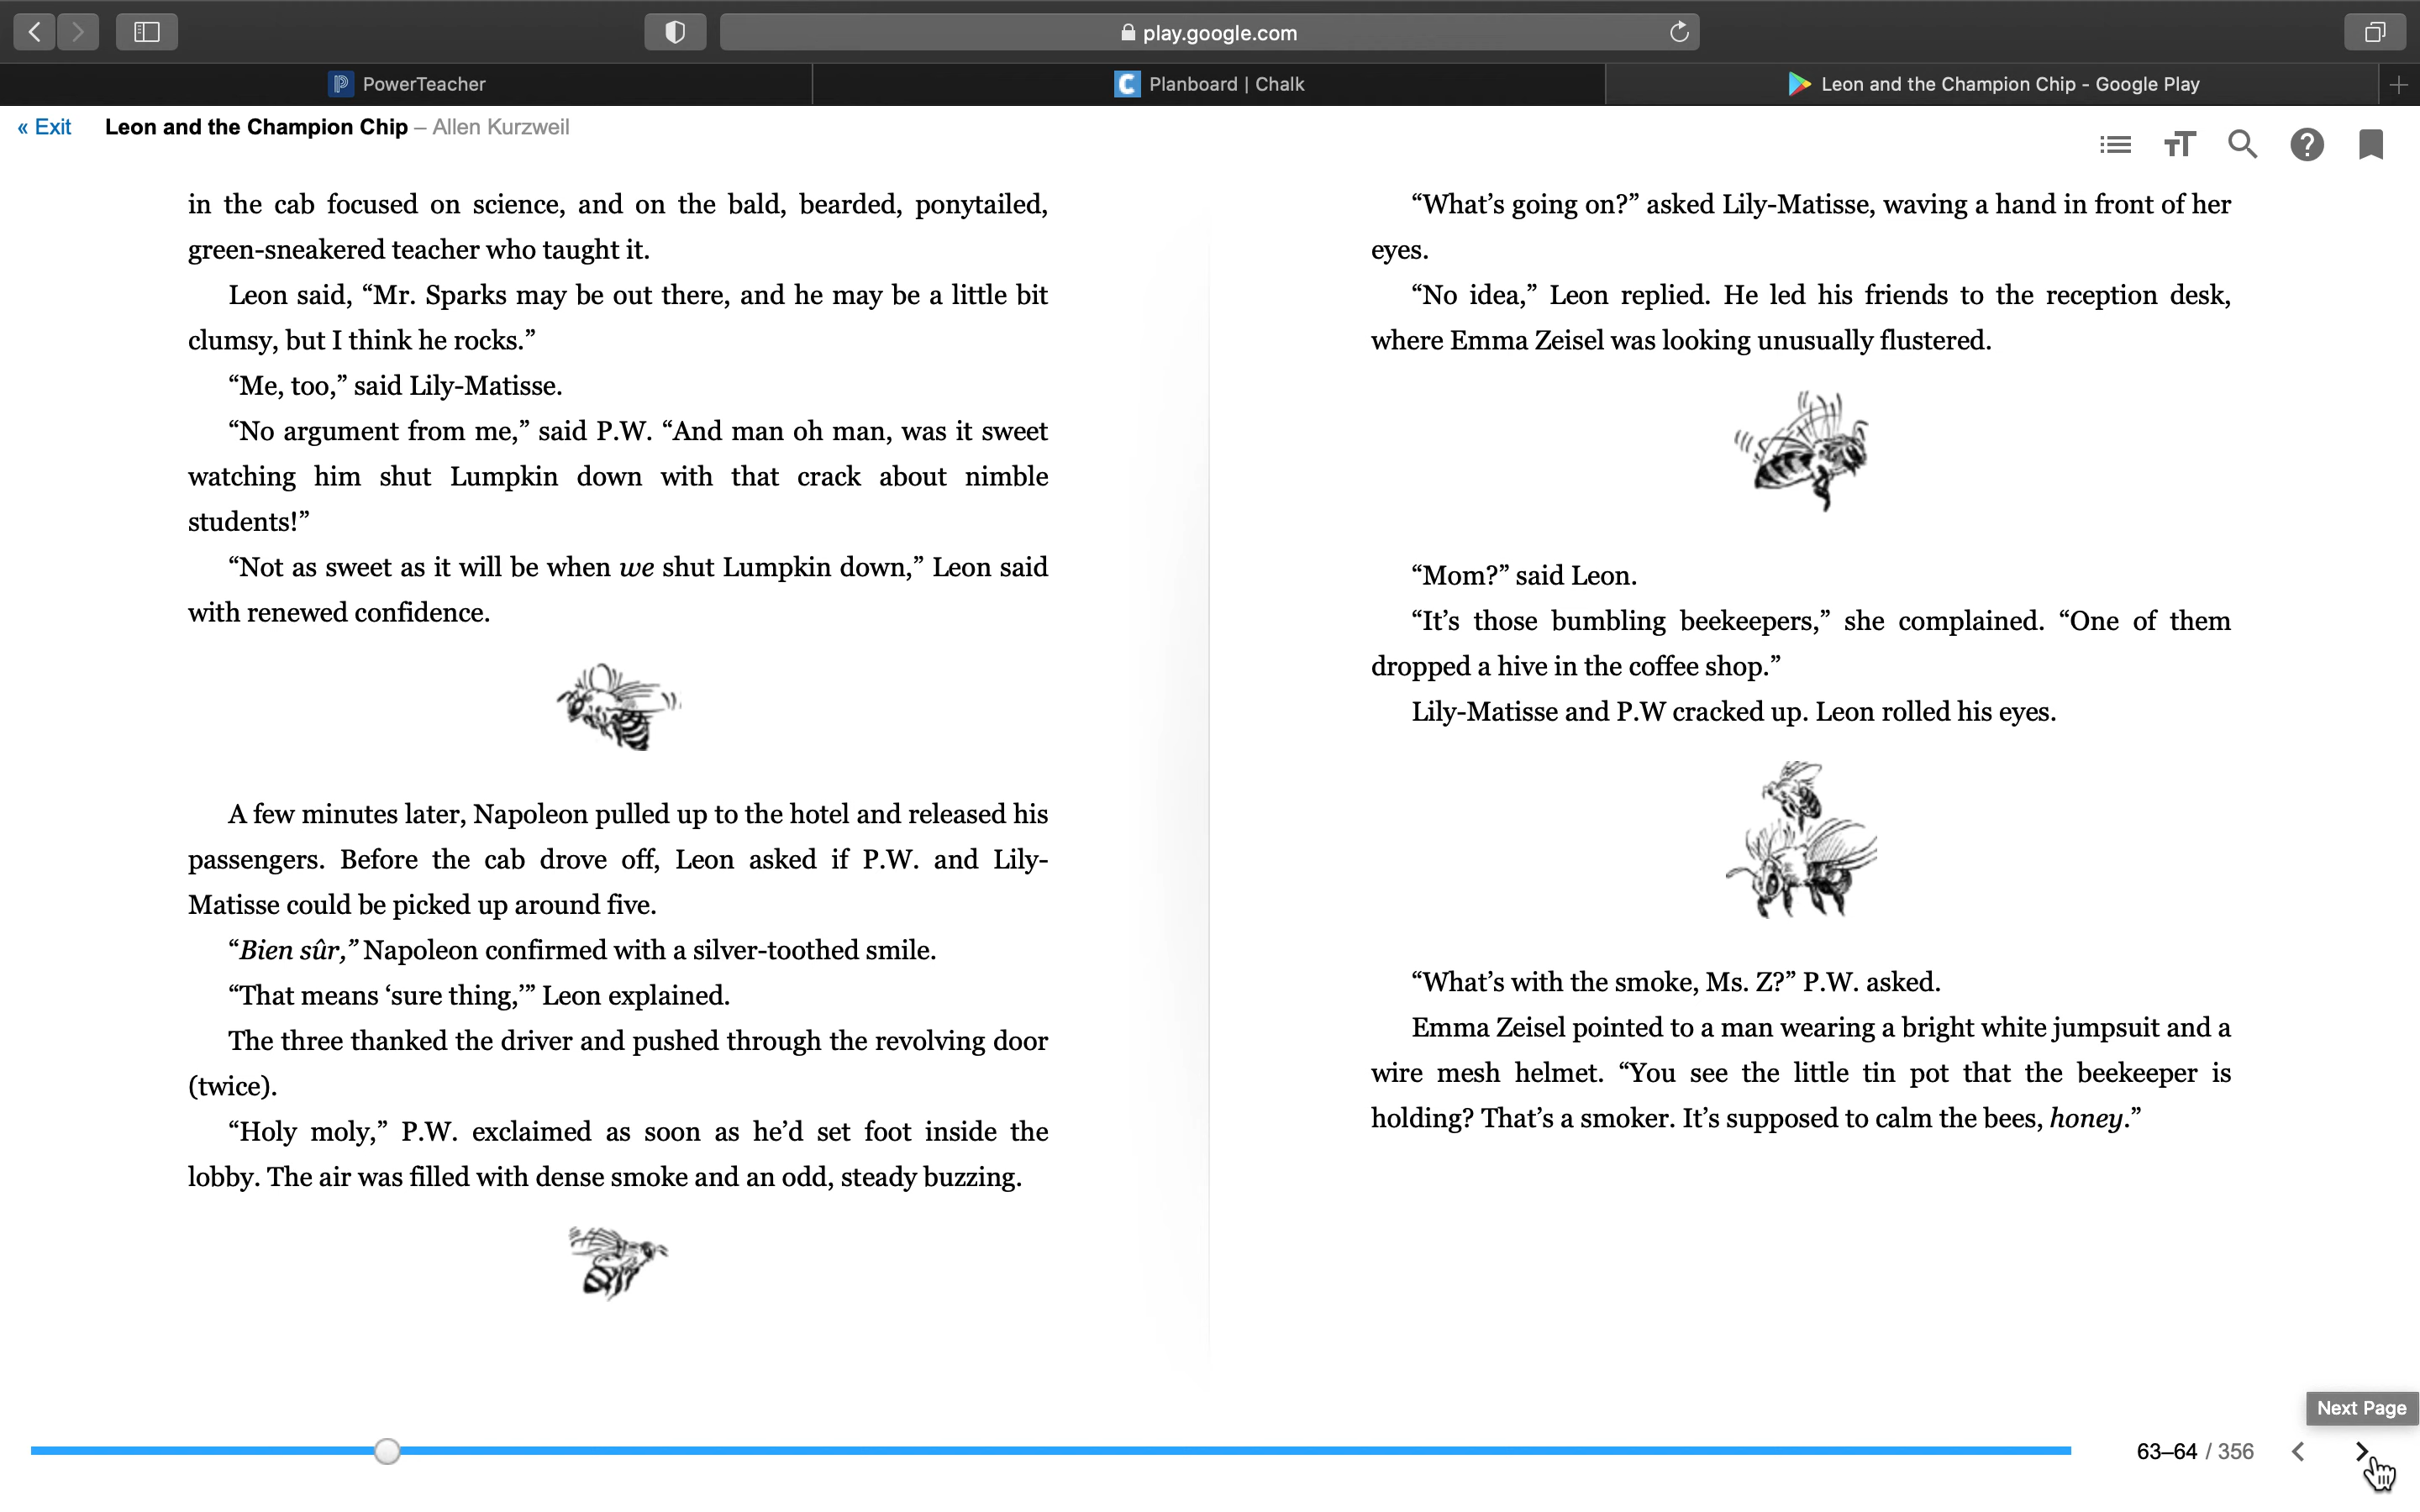 play.google.com
PowerTeacher
Planboard | Chalk
Leon and the Champion Chip - Google Play
« Exit Leon and the Champion Chip – Allen Kurzweil
in the cab focused on science, and on the bald, bearded, ponytailed,
green-sneakered teacher who taught it.
Leon said, “Mr. Sparks may be out there, and he may be a little bit
clumsy, but I think he rocks.”
“Me, too,” said Lily-Matisse.
“No argument from me,” said P.W. “And man oh man, was it sweet
watching him shut Lumpkin down with that crack about nimble
students!”
“Not as sweet as it will be when we shut Lumpkin down,” Leon said
with renewed confidence.
A few minutes later, Napoleon pulled up to the hotel and released his
passengers. Before the cab drove off, Leon asked if P.W. and Lily-
Matisse could be picked up around five.
“Bien sûr,” Napoleon confirmed with a silver-toothed smile.
“That means ‘sure thing,’” Leon explained.
The three thanked the driver and pushed through the revolving door
(twice).
“Holy moly,” P.W. exclaimed as soon as he’d set foot inside the
lobby. The air was filled with dense smoke and an odd, steady buzzing.
“What’s going on?” asked Lily-Matisse, waving a hand in front of her
eyes.
“No idea,” Leon replied. He led his friends to the reception desk,
where Emma Zeisel was looking unusually flustered.
“Mom?” said Leon.
“It’s those bumbling beekeepers,” she complained. “One of them
dropped a hive in the coffee shop.”
Lily-Matisse and P.W cracked up. Leon rolled his eyes.
“What’s with the smoke, Ms. Z?” P.W. asked.
Emma Zeisel pointed to a man wearing a bright white jumpsuit and a
wire mesh helmet. “You see the little tin pot that the beekeeper is
holding? That’s a smoker. It’s supposed to calm the bees, honey.”
Next Page
63–64 / 356